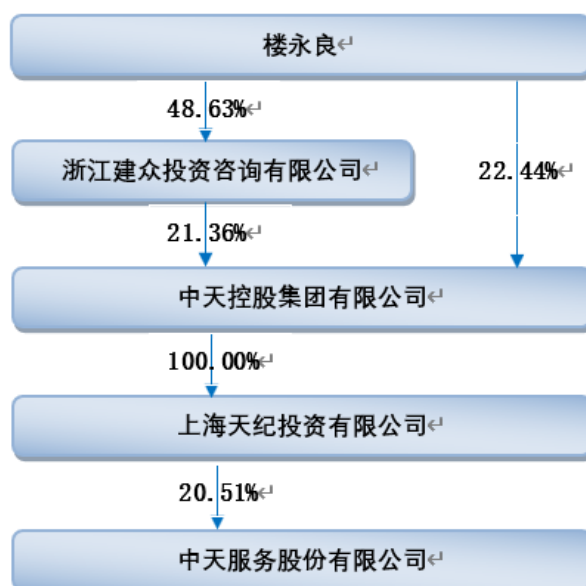 楼永良
48.63%
浙江建众投资咨询有限公司
22.44%
21.36%
中天控股集团有限公司
100.00%
上海天纪投资有限公司
20.51%
中天服务股份有限公司